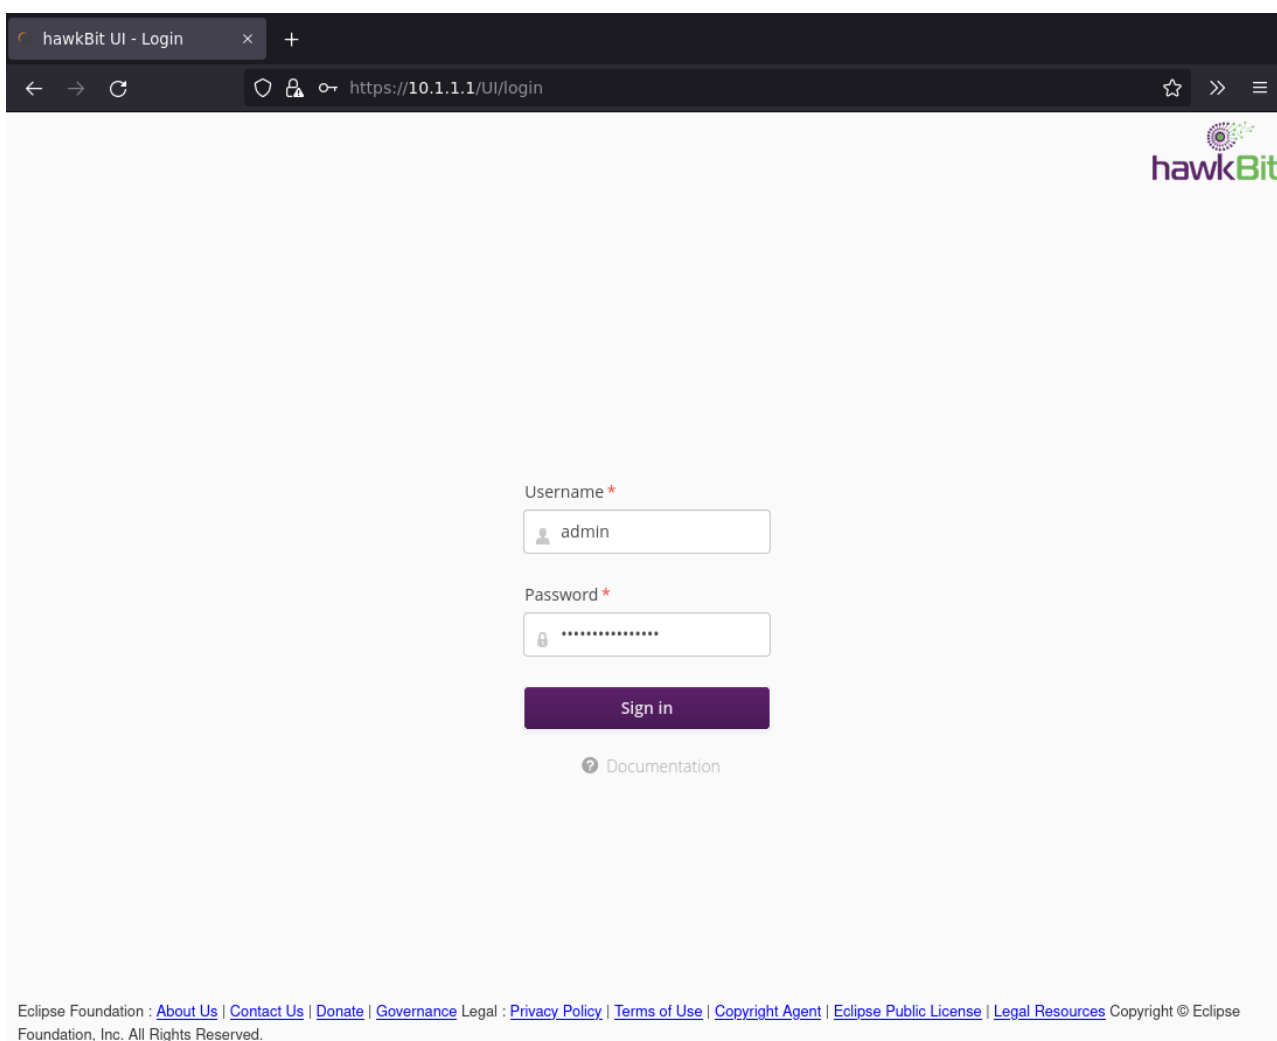 hawkBit UI - Login
https://10.1.1.1/UI/login
hawkBit
Username *
admin
Password *
••••••••••••••••
Sign in
Documentation
Eclipse Foundation : About Us | Contact Us | Donate | Governance Legal : Privacy Policy | Terms of Use | Copyright Agent | Eclipse Public License | Legal Resources Copyright © Eclipse
Foundation, Inc. All Rights Reserved.